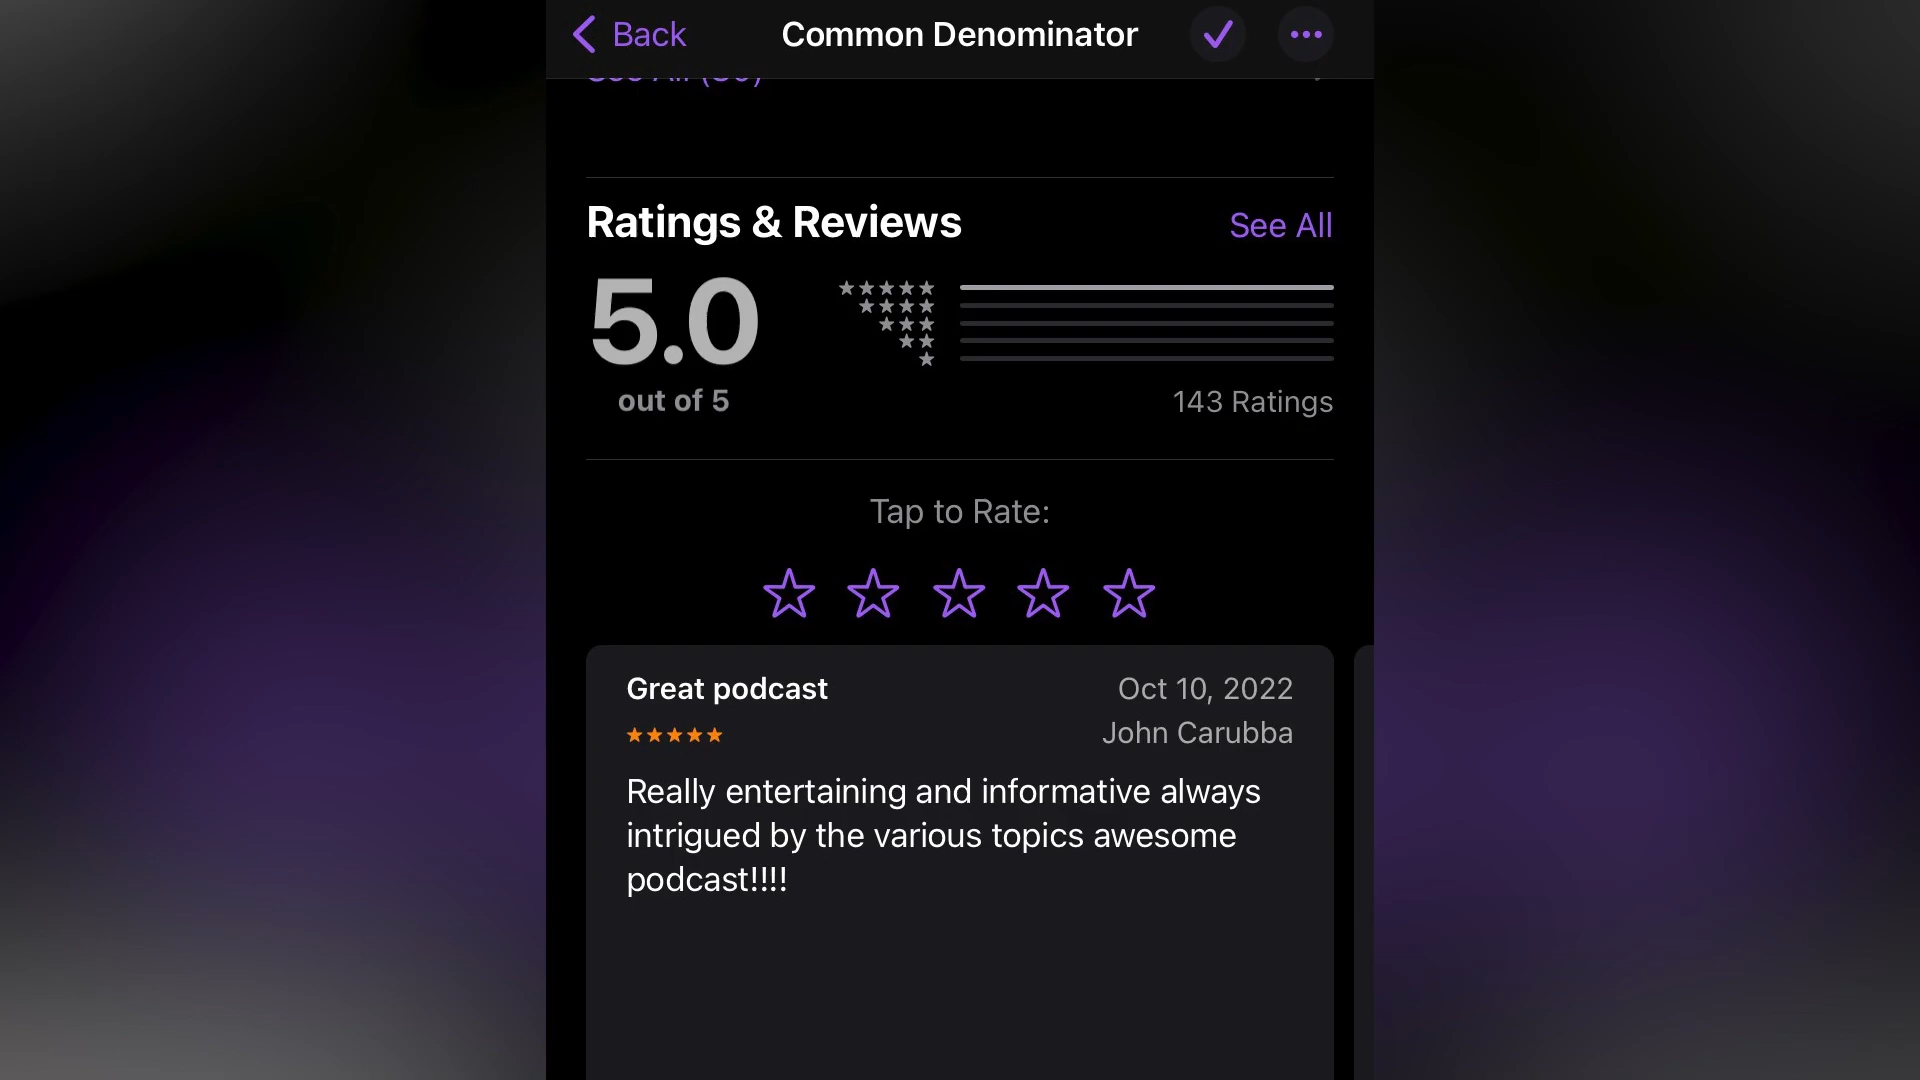 Back
Common Denominator
Ratings & Reviews
See All
5.0
out of 5
143 Ratings
Tap to Rate:
Great podcast
Oct 10, 2022
John Carubba
Really entertaining and informative always
intrigued by the various topics awesome
podcast!!!!